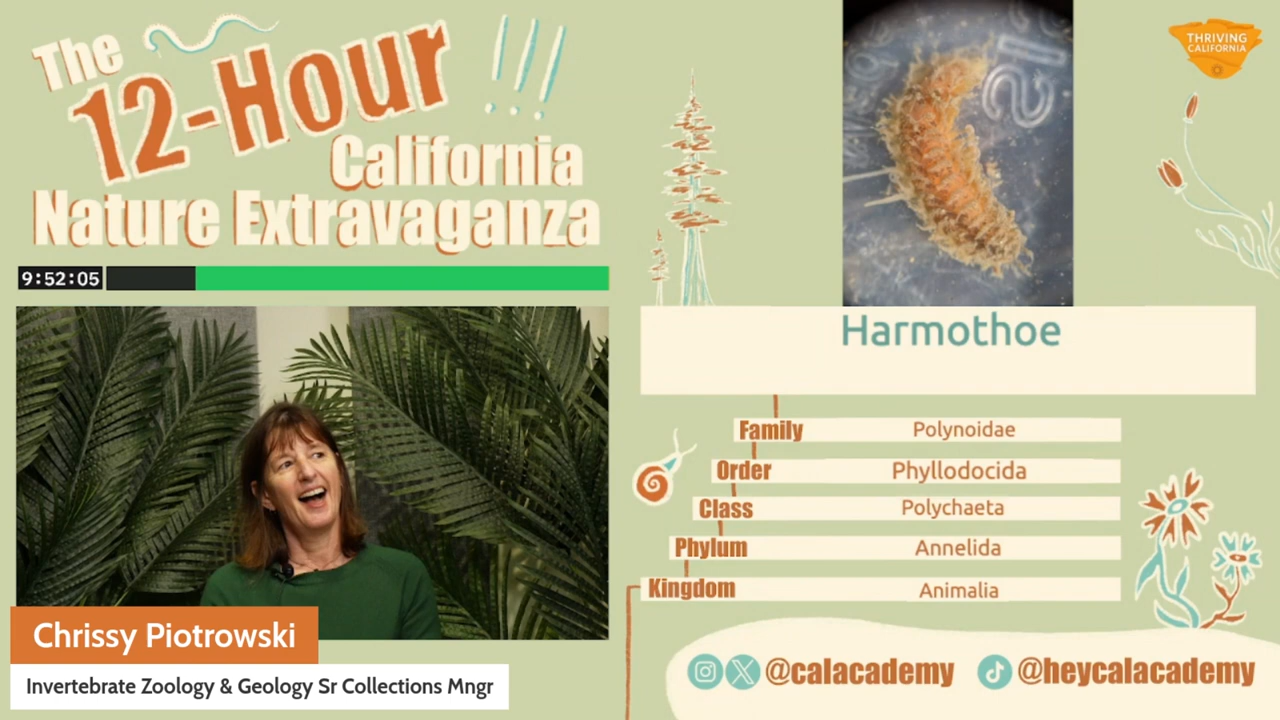 The
12-Hour
!!!
California
Nature Extravaganza
9:52:05
Chrissy Piotrowski
Invertebrate Zoology & Geology Sr Collections Mngr
THRIVING
CALIFORNIA
Harmothoe
Family Polynoidae
Order Phyllodocida
Class Polychaeta
Phylum Annelida
Kingdom Animalia
@calacademy @heycalacademy